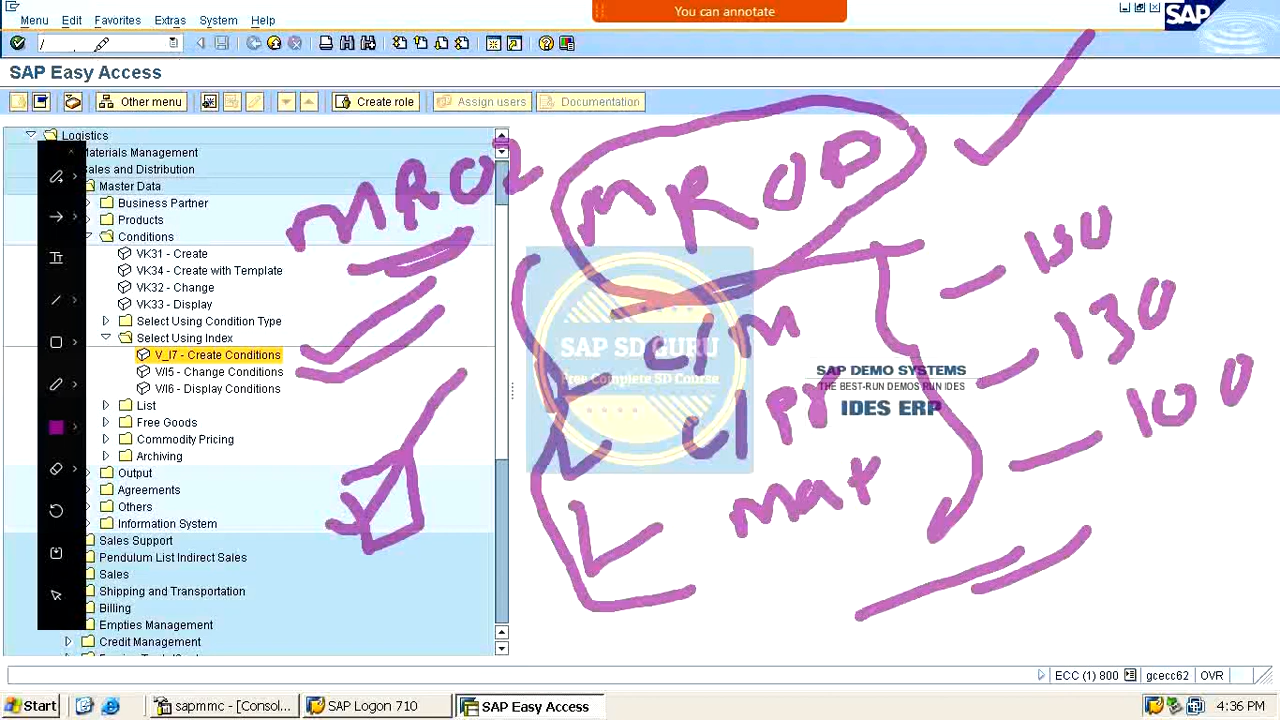 You can annotate
Menu Edit Favorites Extras System Help
SAP
/
SAP Easy Access
Other menu Create role Assign users Documentation
Logistics
Materials Management
Sales and Distribution
Master Data
Business Partner
Products
Conditions
VK31 - Create
VK34 - Create with Template
VK32 - Change
VK33 - Display
Select Using Condition Type
Select Using Index
V_I7 - Create Conditions
V/I5 - Change Conditions
V/I6 - Display Conditions
List
Free Goods
Commodity Pricing
Archiving
Output
Agreements
Others
Information System
Sales Support
Pendulum List Indirect Sales
Sales
Shipping and Transportation
Billing
Empties Management
Credit Management
MR02
MROP
c/m
c/pr
mat
130
100
SAP SD GURU
Free Complete SD Course
SAP DEMO SYSTEMS
THE BEST-RUN DEMOS RUN IDES
IDES ERP
ECC (1) 800 gcecc62 OVR
Start sapmmc - [Consol... SAP Logon 710 SAP Easy Access 4:36 PM